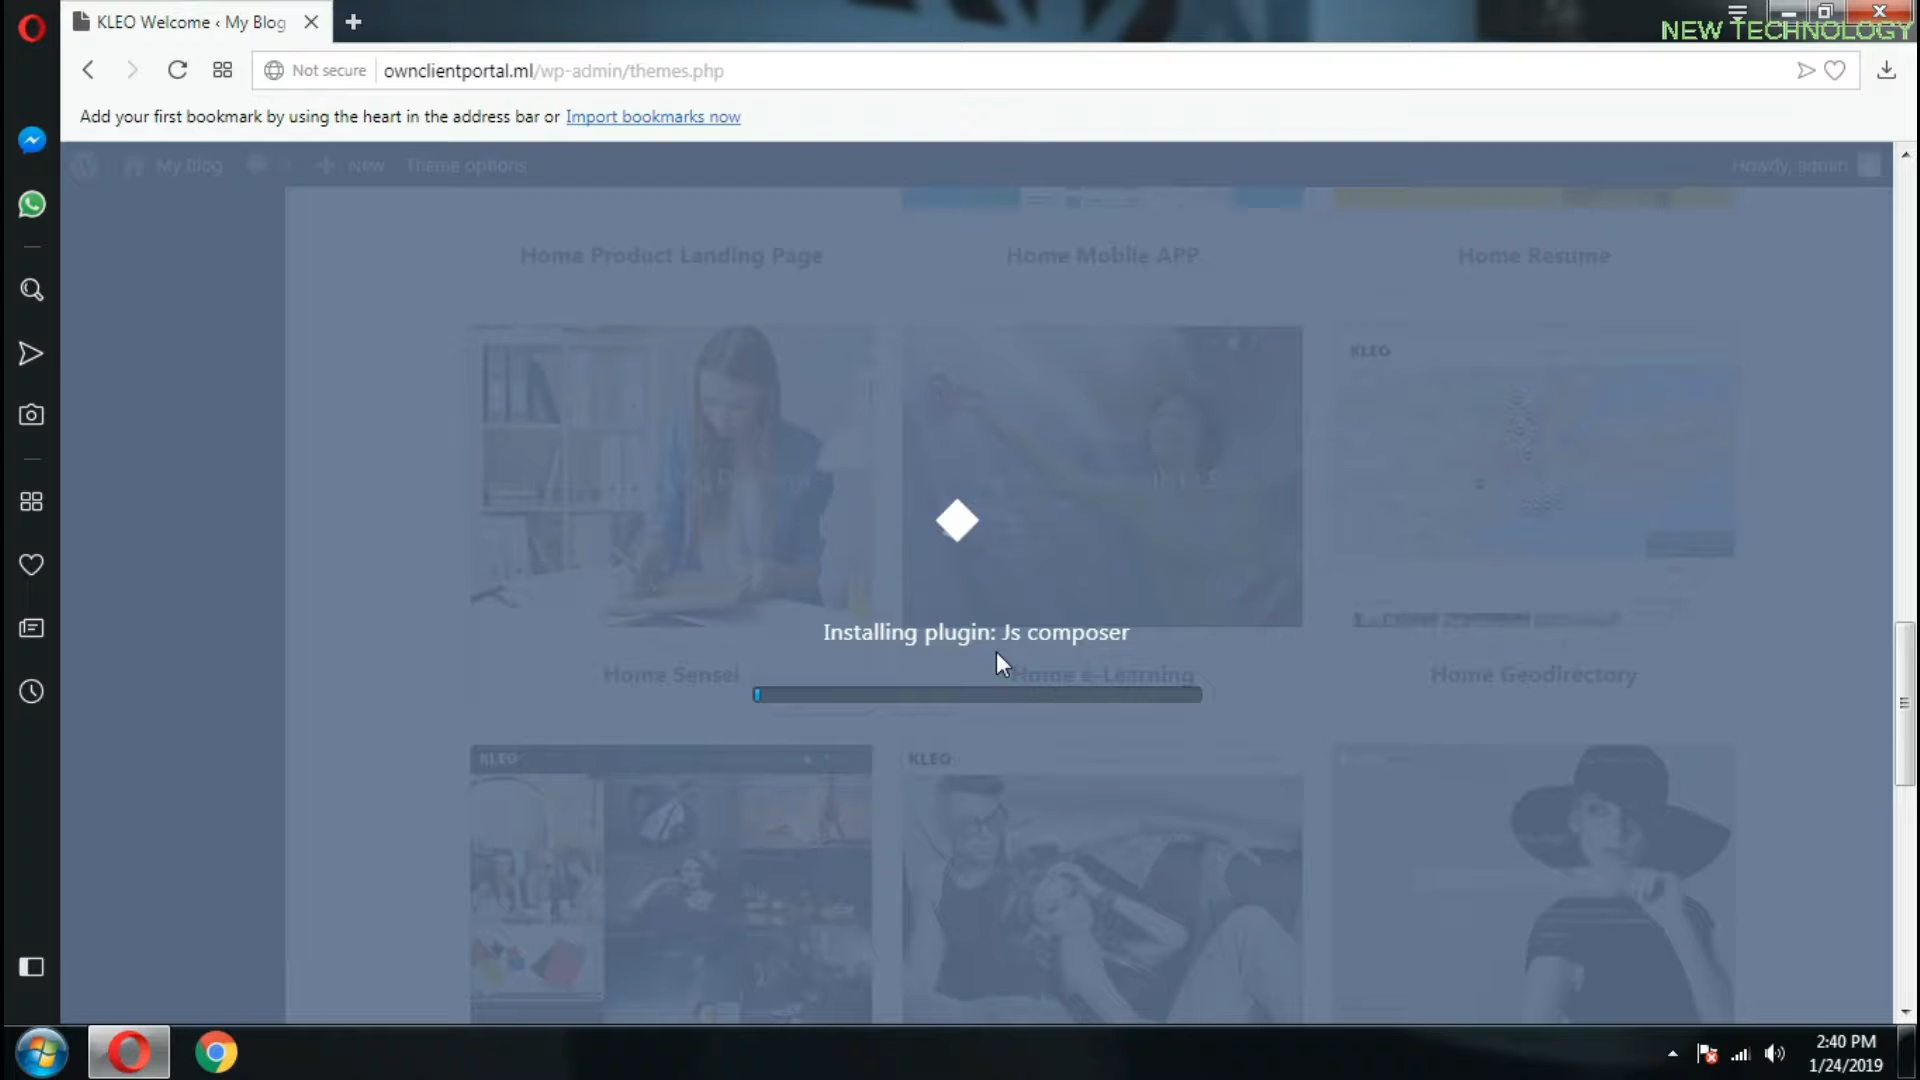 KLEO Welcome ‹ My Blog
NEW TECHNOLOGY
Not secure
ownclientportal.ml/wp-admin/themes.php
Add your first bookmark by using the heart in the address bar or Import bookmarks now
My Blog
New
Theme options
Howdy, admin
Home Product Landing Page
Home Mobile APP
Home Resume
KLEO
Installing plugin: Js composer
Home Sensei
Home e-Learning
Home Geodirectory
KLEO
KLEO
2:40 PM
1/24/2019